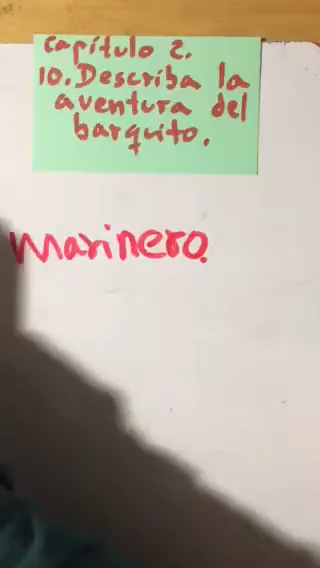 capítulo 2.
10. Describa la
aventura del
barquito.
Marinero.